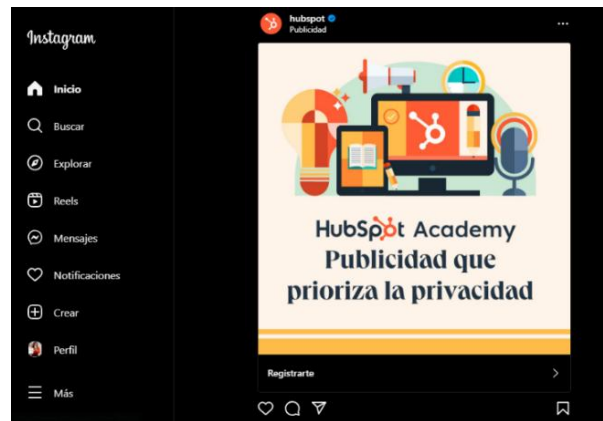 Instagram
Inicio
Buscar
Explorar
Reels
Mensajes
Notificaciones
Crear
Perfil
Más
hubspot
Publicidad
HubSpot Academy
Publicidad que
prioriza la privacidad
Registrarte